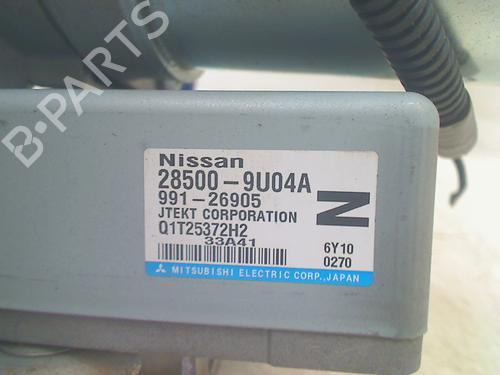 B-PARTS
Nissan
28500-9U04A
991-26905
JTEKT CORPORATION
Q1T25372H2
33A41
N
6Y10
0270
MITSUBISHI ELECTRIC CORP., JAPAN